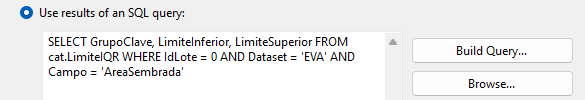 Use results of an SQL query:
SELECT GrupoClave, LimiteInferior, LimiteSuperior FROM
cat.LimiteIQR WHERE IdLote = 0 AND Dataset = 'EVA' AND
Campo = 'AreaSembrada'
Build Query...
Browse...